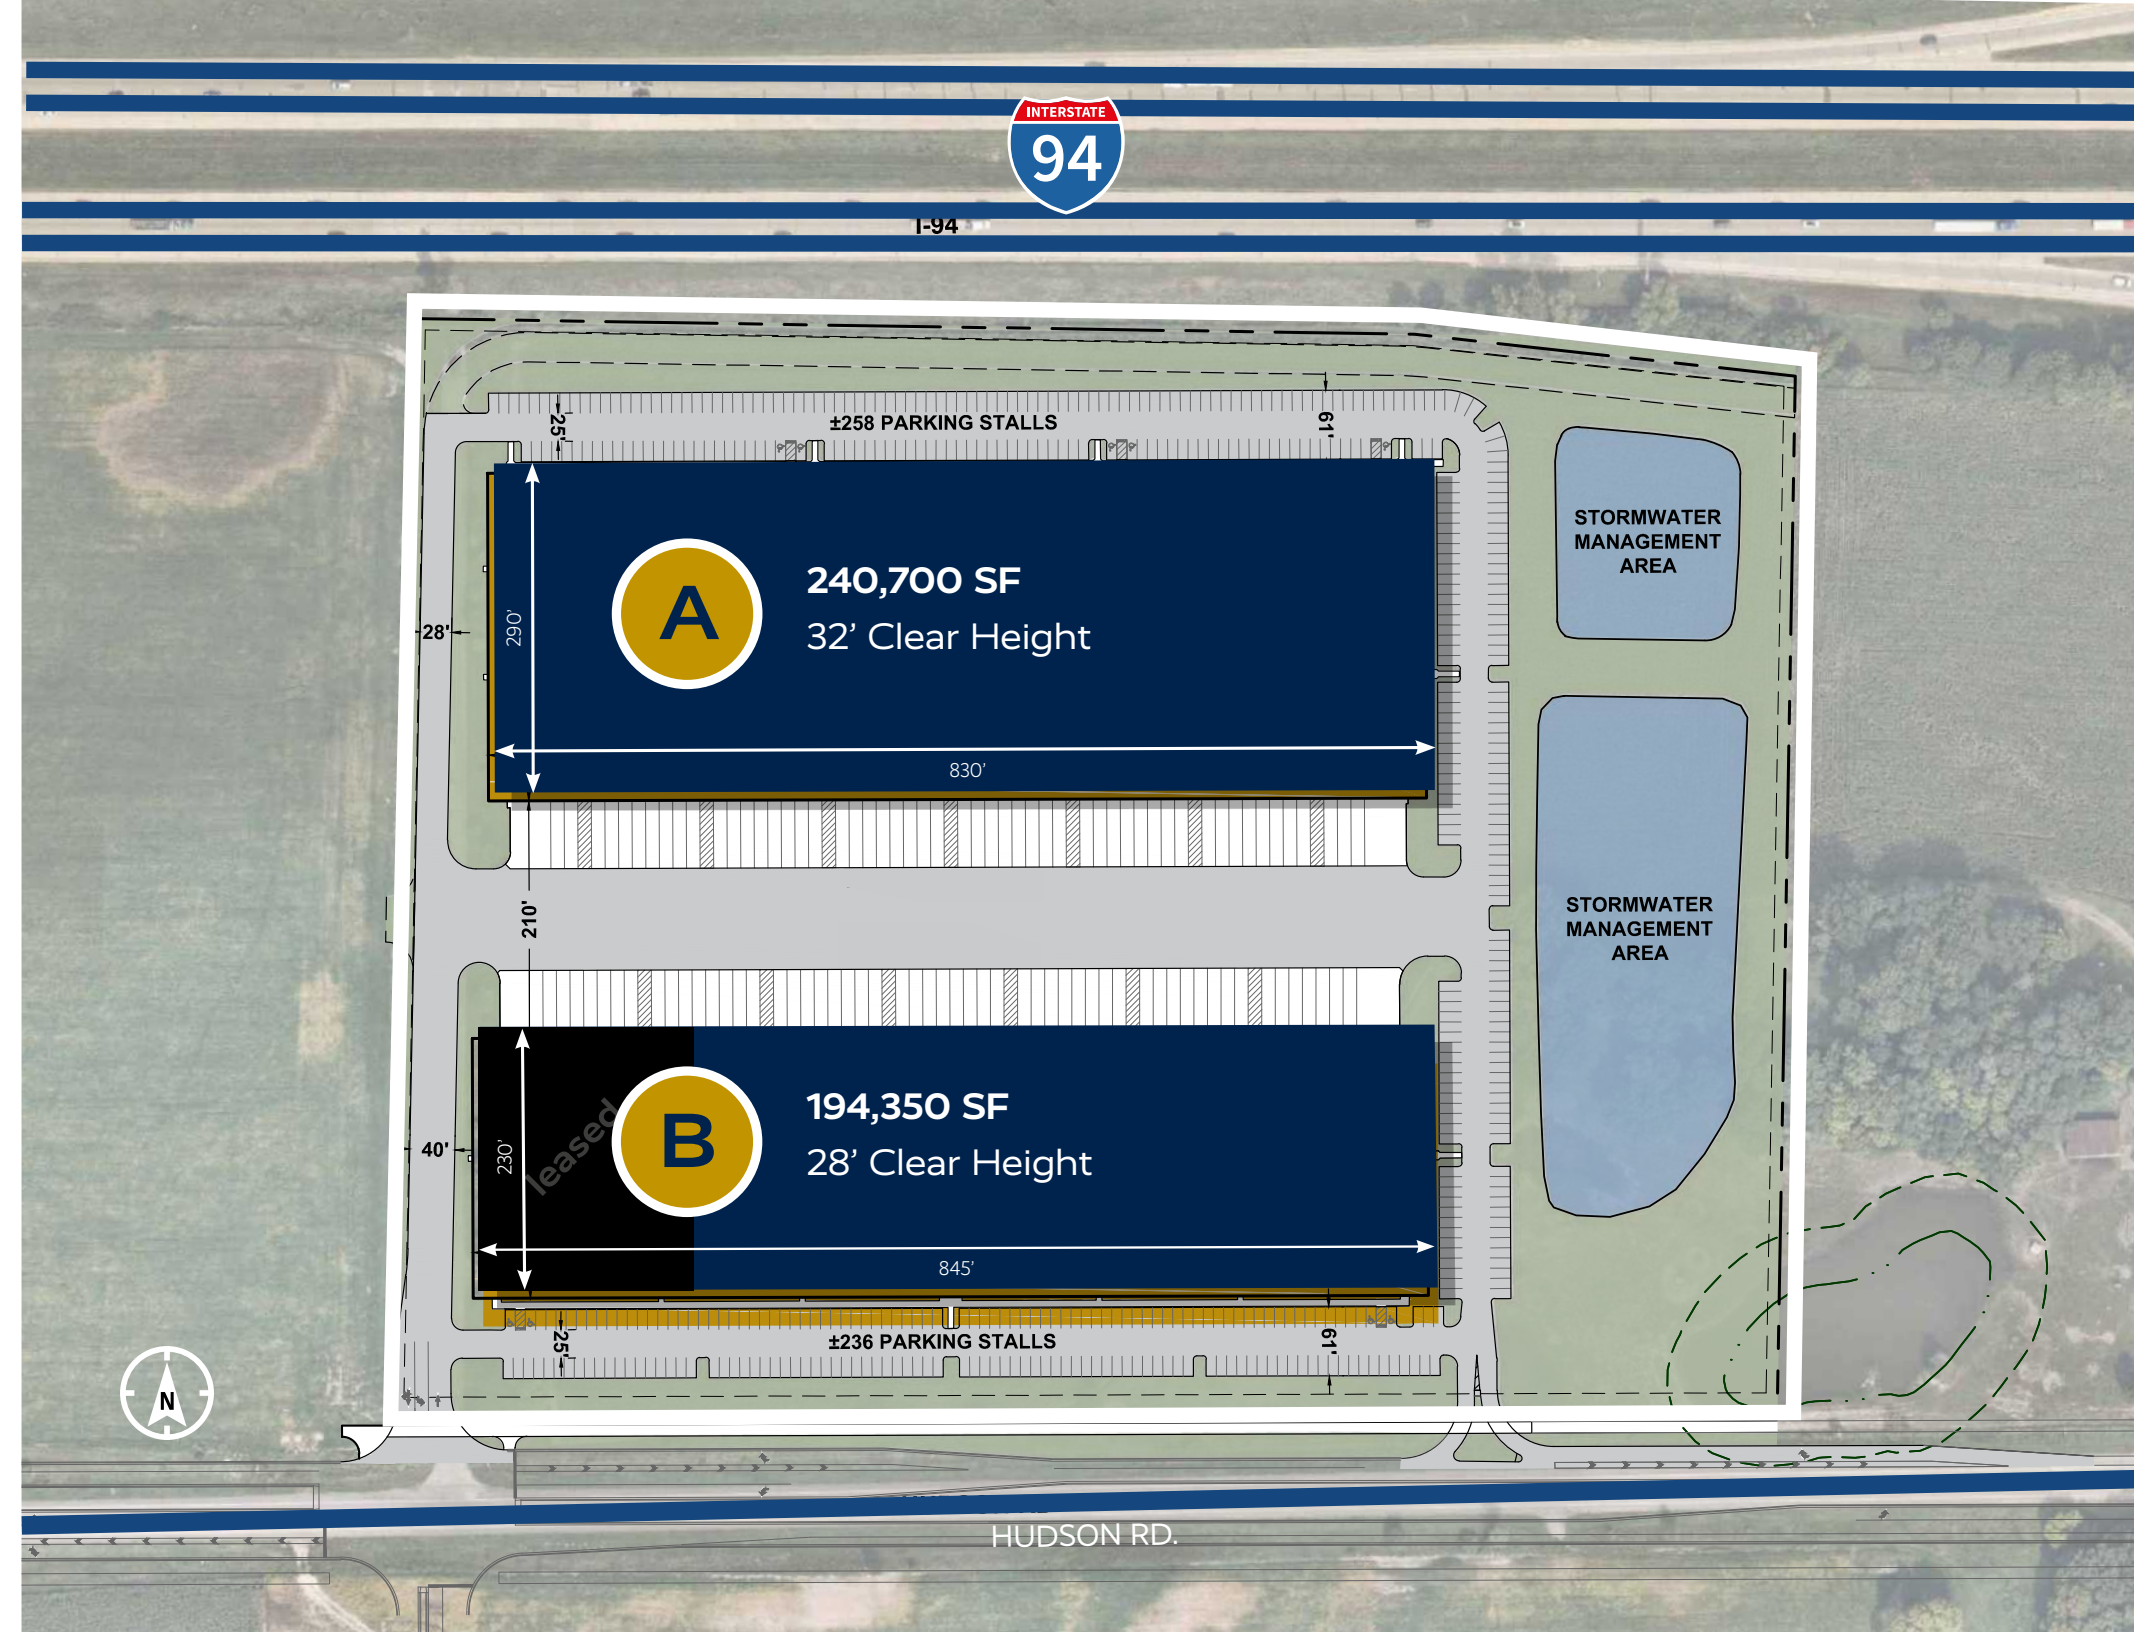 INTERSTATE
94
I-94
25'
±258 PARKING STALLS
61'
STORMWATER
MANAGEMENT
AREA
A
240,700 SF
32’ Clear Height
290’
28'
830’
210'
STORMWATER
MANAGEMENT
AREA
B
194,350 SF
28’ Clear Height
leased
230’
40'
845’
25'
±236 PARKING STALLS
61'
N
HUDSON RD.